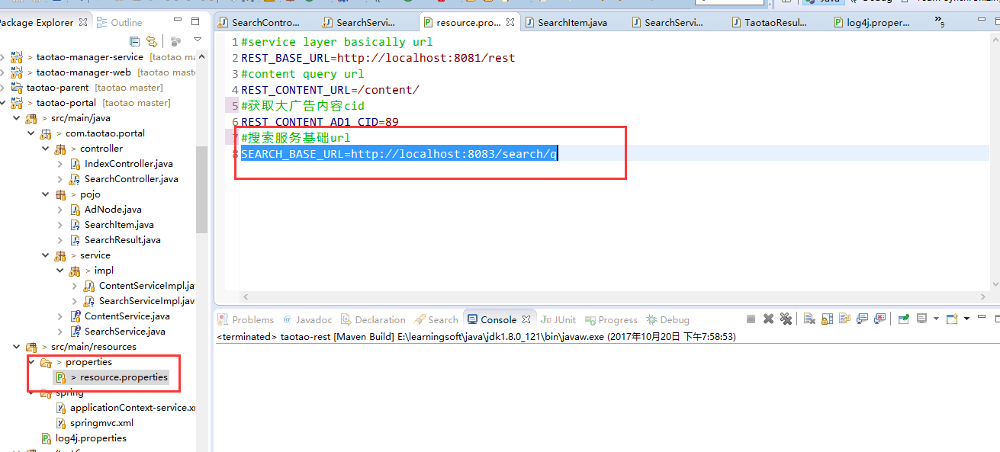 Package Explorer
Outline
> taotao-manager-service [taotao ma
> taotao-manager-web [taotao maste
taotao-parent [taotao master]
> taotao-portal [taotao master]
> src/main/java
> com.taotao.portal
> controller
IndexController.java
SearchController.java
> pojo
AdNode.java
SearchItem.java
SearchResult.java
> service
> impl
ContentServiceImpl.ja
SearchServiceImpl.java
ContentService.java
SearchService.java
> src/main/resources
> properties
> resource.properties
spring
applicationContext-service.x
springmvc.xml
log4j.properties
SearchContro... SearchServi... resource.pro... SearchItem.java SearchServi... TaotaoResul... log4j.proper... »9
1 #service layer basically url
2 REST_BASE_URL=http://localhost:8081/rest
3 #content query url
4 REST_CONTENT_URL=/content/
5 #获取大广告内容cid
6 REST_CONTENT_AD1_CID=89
7 #搜索服务基础url
8 SEARCH_BASE_URL=http://localhost:8083/search/q
Problems @ Javadoc Declaration Search Console JUnit Progress Debug
<terminated> taotao-rest [Maven Build] E:\learningsoft\java\jdk1.8.0_121\bin\javaw.exe (2017年10月20日 下午7:58:53)